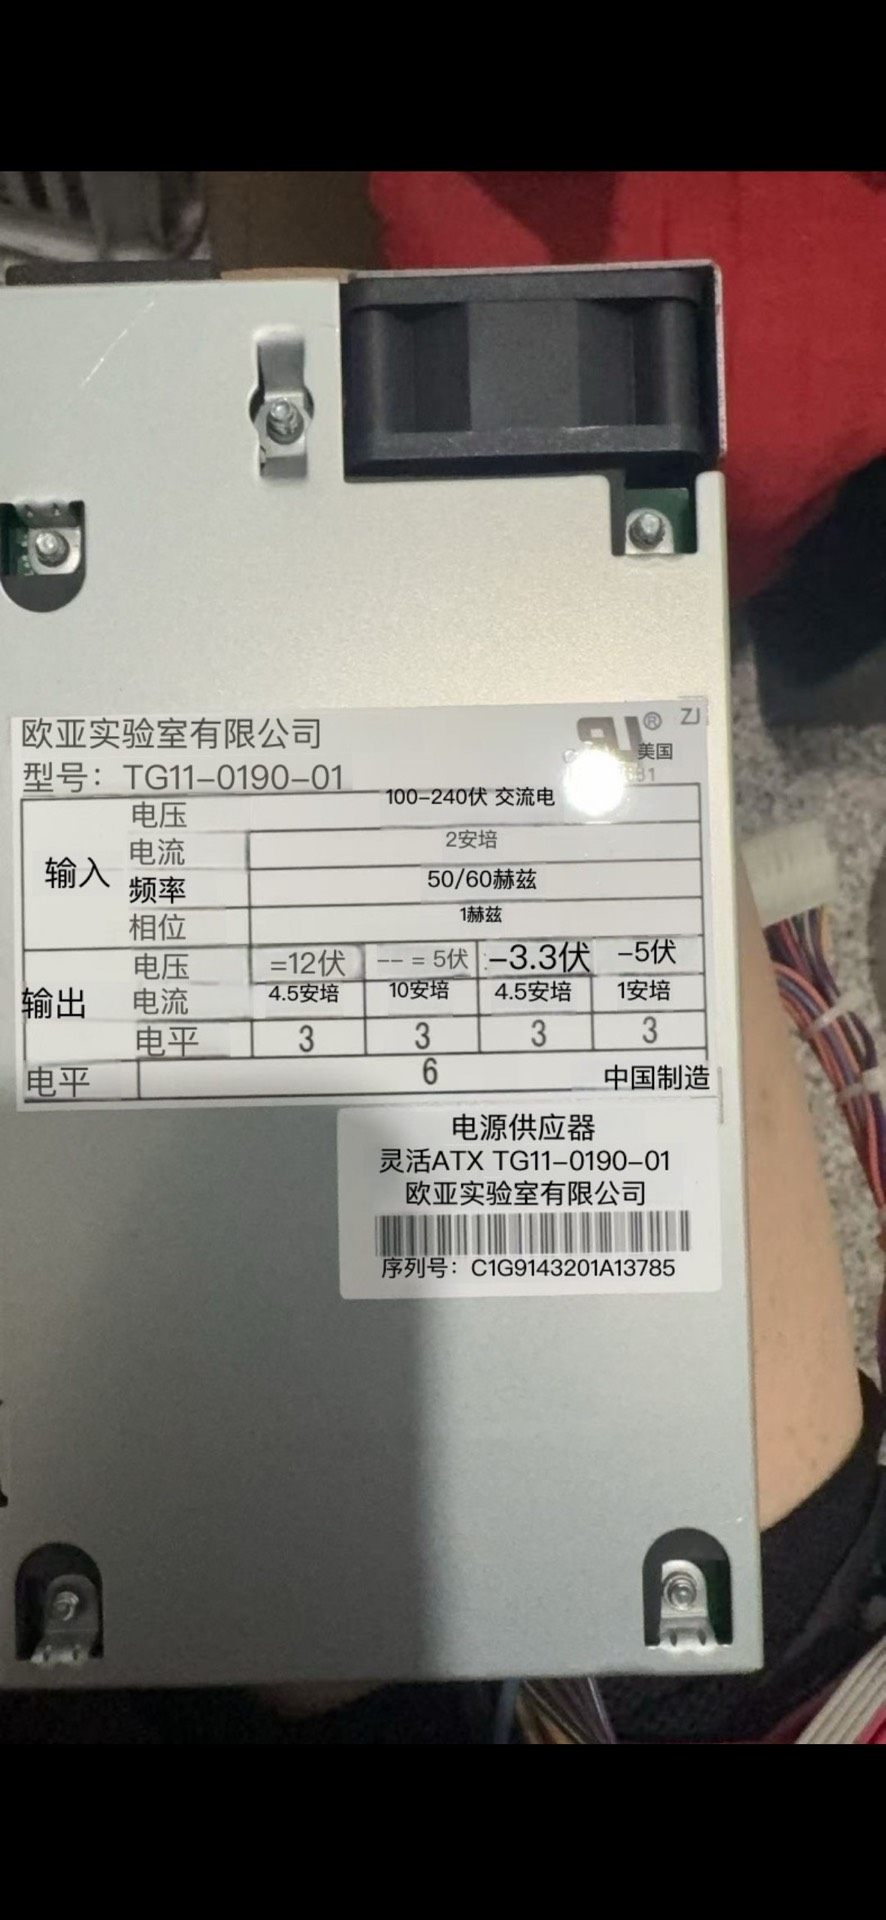 欧亚实验室有限公司
型号：TG11-0190-01
® ZJ
美国
输入
电压 100-240伏 交流电
电流 2安培
频率 50/60赫兹
相位 1赫兹
输出
电压 =12伏 -- = 5伏 -3.3伏 -5伏
电流 4.5安培 10安培 4.5安培 1安培
电平 3 3 3 3
电平 6 中国制造
电源供应器
灵活ATX TG11-0190-01
欧亚实验室有限公司
序列号：C1G9143201A13785